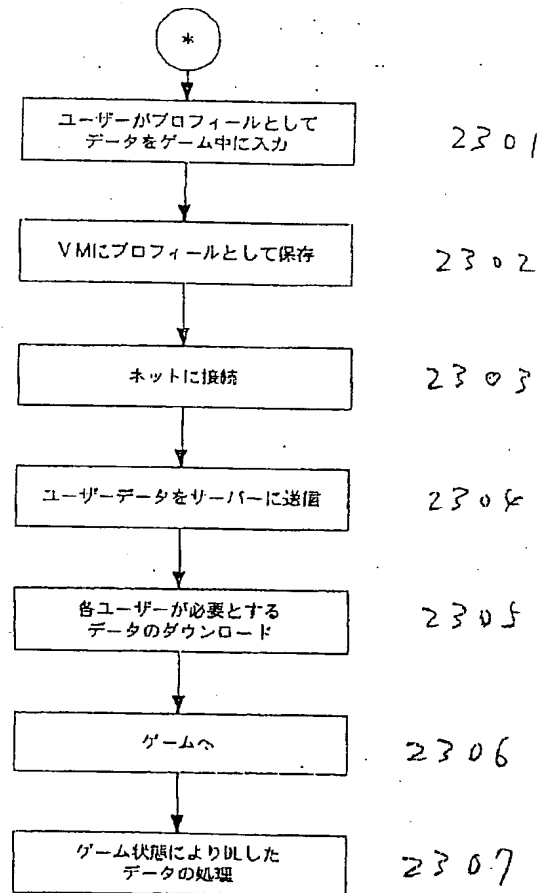 *
ユーザーがプロフィールとして
データをゲーム中に入力
2301
VMにプロフィールとして保存
2302
ネットに接続
2303
ユーザーデータをサーバーに送信
2304
各ユーザーが必要とする
データのダウンロード
2305
ゲームへ
2306
ゲーム状態によりDLした
データの処理
2307